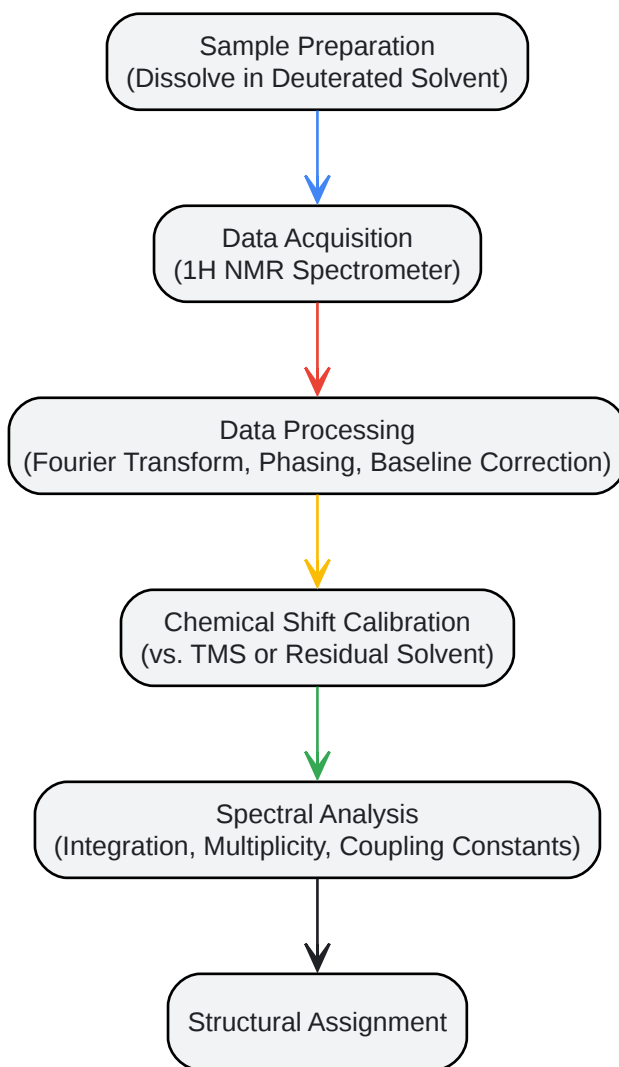 Sample Preparation
(Dissolve in Deuterated Solvent)
Data Acquisition
(1H NMR Spectrometer)
Data Processing
(Fourier Transform, Phasing, Baseline Correction)
Chemical Shift Calibration
(vs. TMS or Residual Solvent)
Spectral Analysis
(Integration, Multiplicity, Coupling Constants)
Structural Assignment